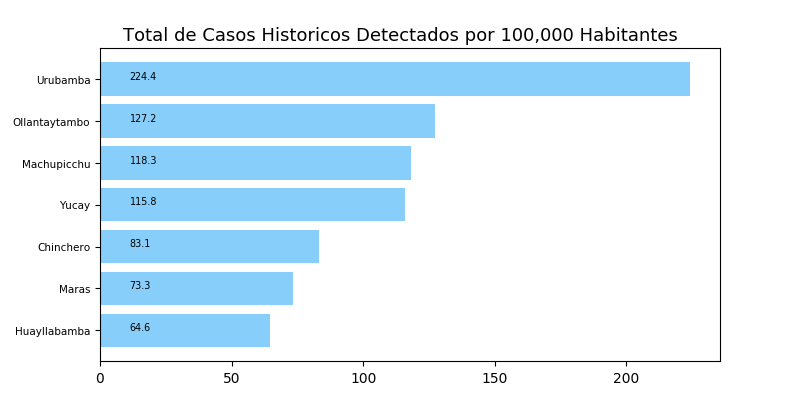 Total de Casos Historicos Detectados por 100,000 Habitantes
Urubamba 224.4
Ollantaytambo 127.2
Machupicchu 118.3
Yucay 115.8
Chinchero 83.1
Maras 73.3
Huayllabamba 64.6
0 50 100 150 200